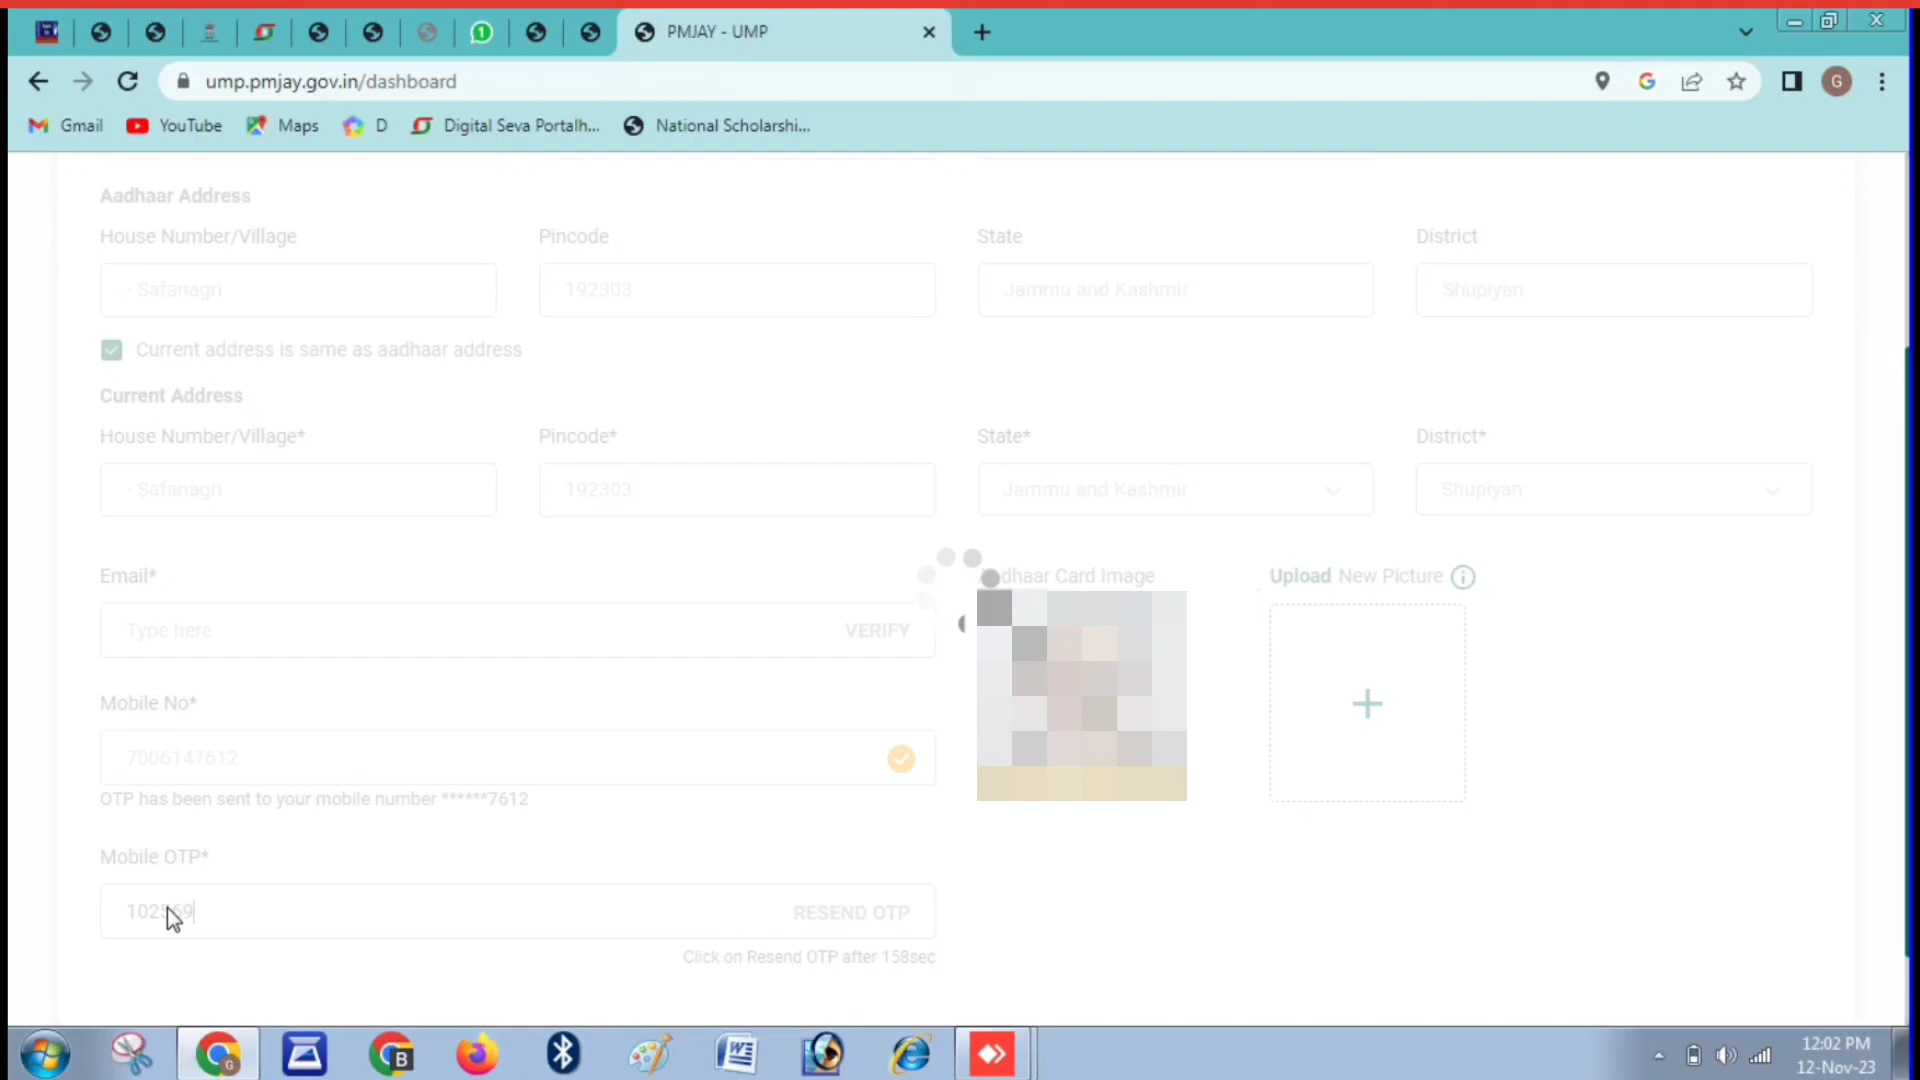 1
PMJAY - UMP
ump.pmjay.gov.in/dashboard
G
Gmail
YouTube
Maps
D
Digital Seva Portalh...
National Scholarshi...
Aadhaar Address
House Number/Village
Pincode
State
District
- Safanagri
192303
Jammu and Kashmir
Shupiyan
Current address is same as aadhaar address
Current Address
House Number/Village*
Pincode*
State*
District*
- Safanagri
192303
Jammu and Kashmir
Shupiyan
Email*
Card Image
Upload New Picture
Type here
VERIFY
Mobile No*
7006147612
OTP has been sent to your mobile number ******7612
Mobile OTP*
RESEND OTP
Click on Resend OTP after 158sec
12:02 PM
12-Nov-23